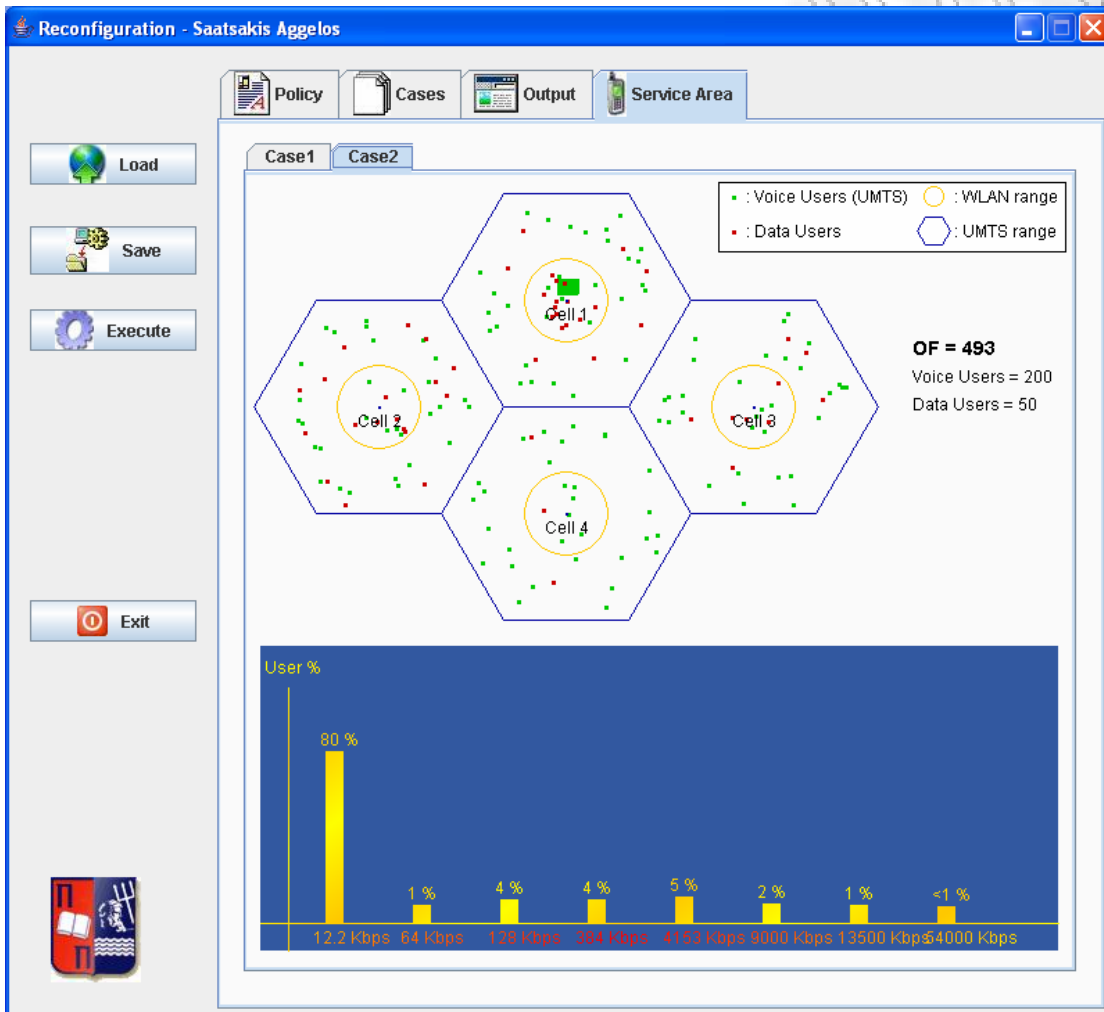 Reconfiguration - Saatsakis Aggelos
Policy
Cases
Output
Service Area
Load
Save
Execute
Exit
Case1
Case2
: Voice Users (UMTS)
: WLAN range
: Data Users
: UMTS range
Cell 1
Cell 2
Cell 3
Cell 4
OF = 493
Voice Users = 200
Data Users = 50
User %
80 %
1 %
4 %
4 %
5 %
2 %
1 %
<1 %
12.2 Kbps
64 Kbps
128 Kbps
384 Kbps
4153 Kbps
9000 Kbps
13500 Kbps
54000 Kbps
Π
Π